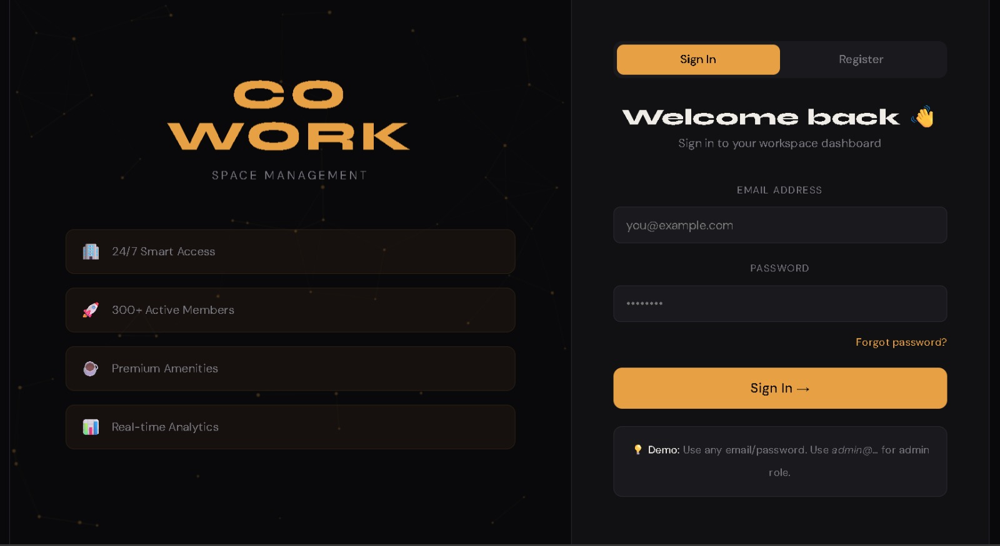 CO
WORK
SPACE MANAGEMENT
24/7 Smart Access
300+ Active Members
Premium Amenities
Real-time Analytics
Sign In
Register
Welcome back 👋
Sign in to your workspace dashboard
EMAIL ADDRESS
you@example.com
PASSWORD
••••••••
Forgot password?
Sign In →
💡 Demo: Use any email/password. Use admin@… for admin
role.